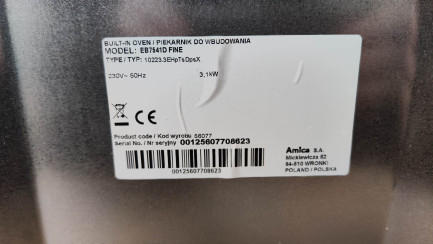 BUILT-IN OVEN / PIEKARNIK DO WBUDOWANIA
MODEL: EB7541D FINE
TYPE / TYP: 10223.3EHpTsDpsX
230V~ 50Hz 3,1kW
CE
Product code / Kod wyrobu 56077
Serial No. / Nr seryjny 00125607708623
00125607708623
Amica S.A.
Mickiewicza 52
64-510 WRONKI
POLAND / POLSKA